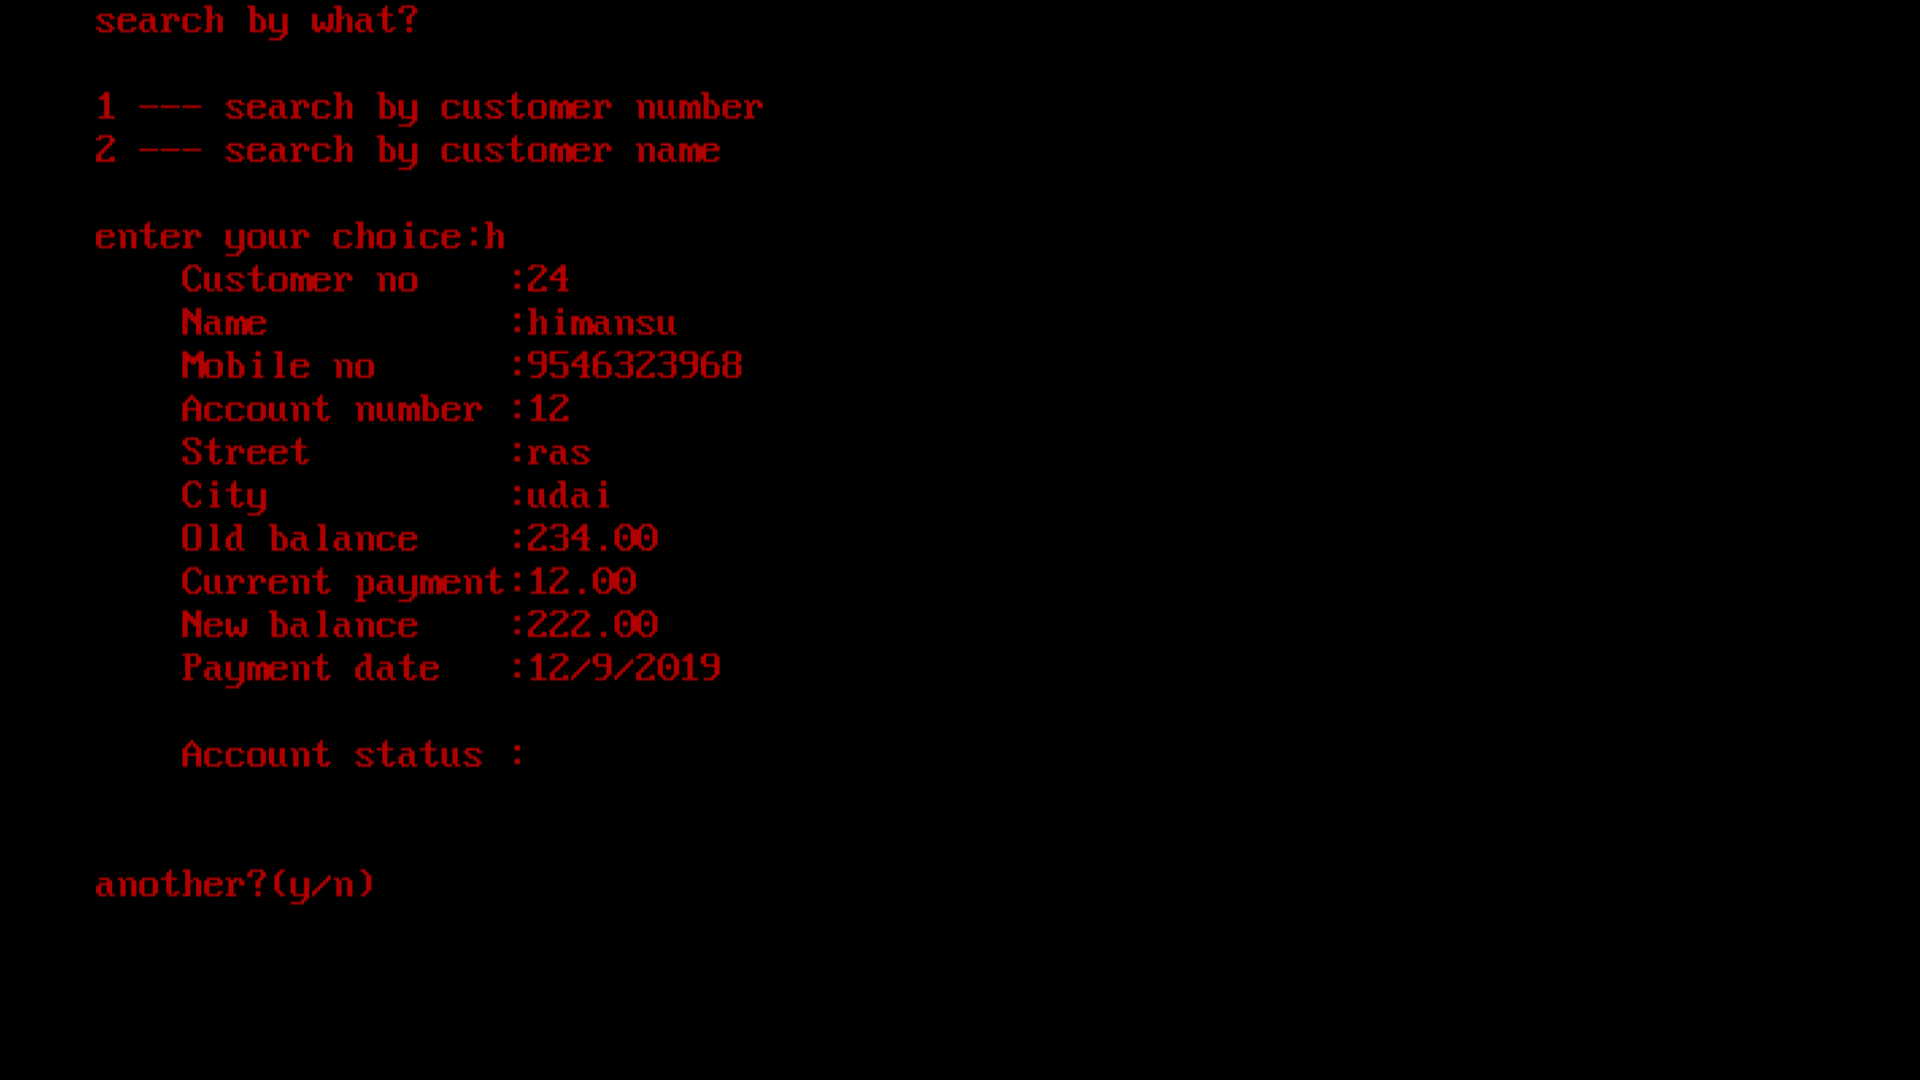 search by what?
1 --- search by customer number
2 --- search by customer name
enter your choice:h
Customer no :24
Name :himansu
Mobile no :9546323968
Account number :12
Street :ras
City :udai
Old balance :234.00
Current payment:12.00
New balance :222.00
Payment date :12/9/2019
Account status :
another?(y/n)